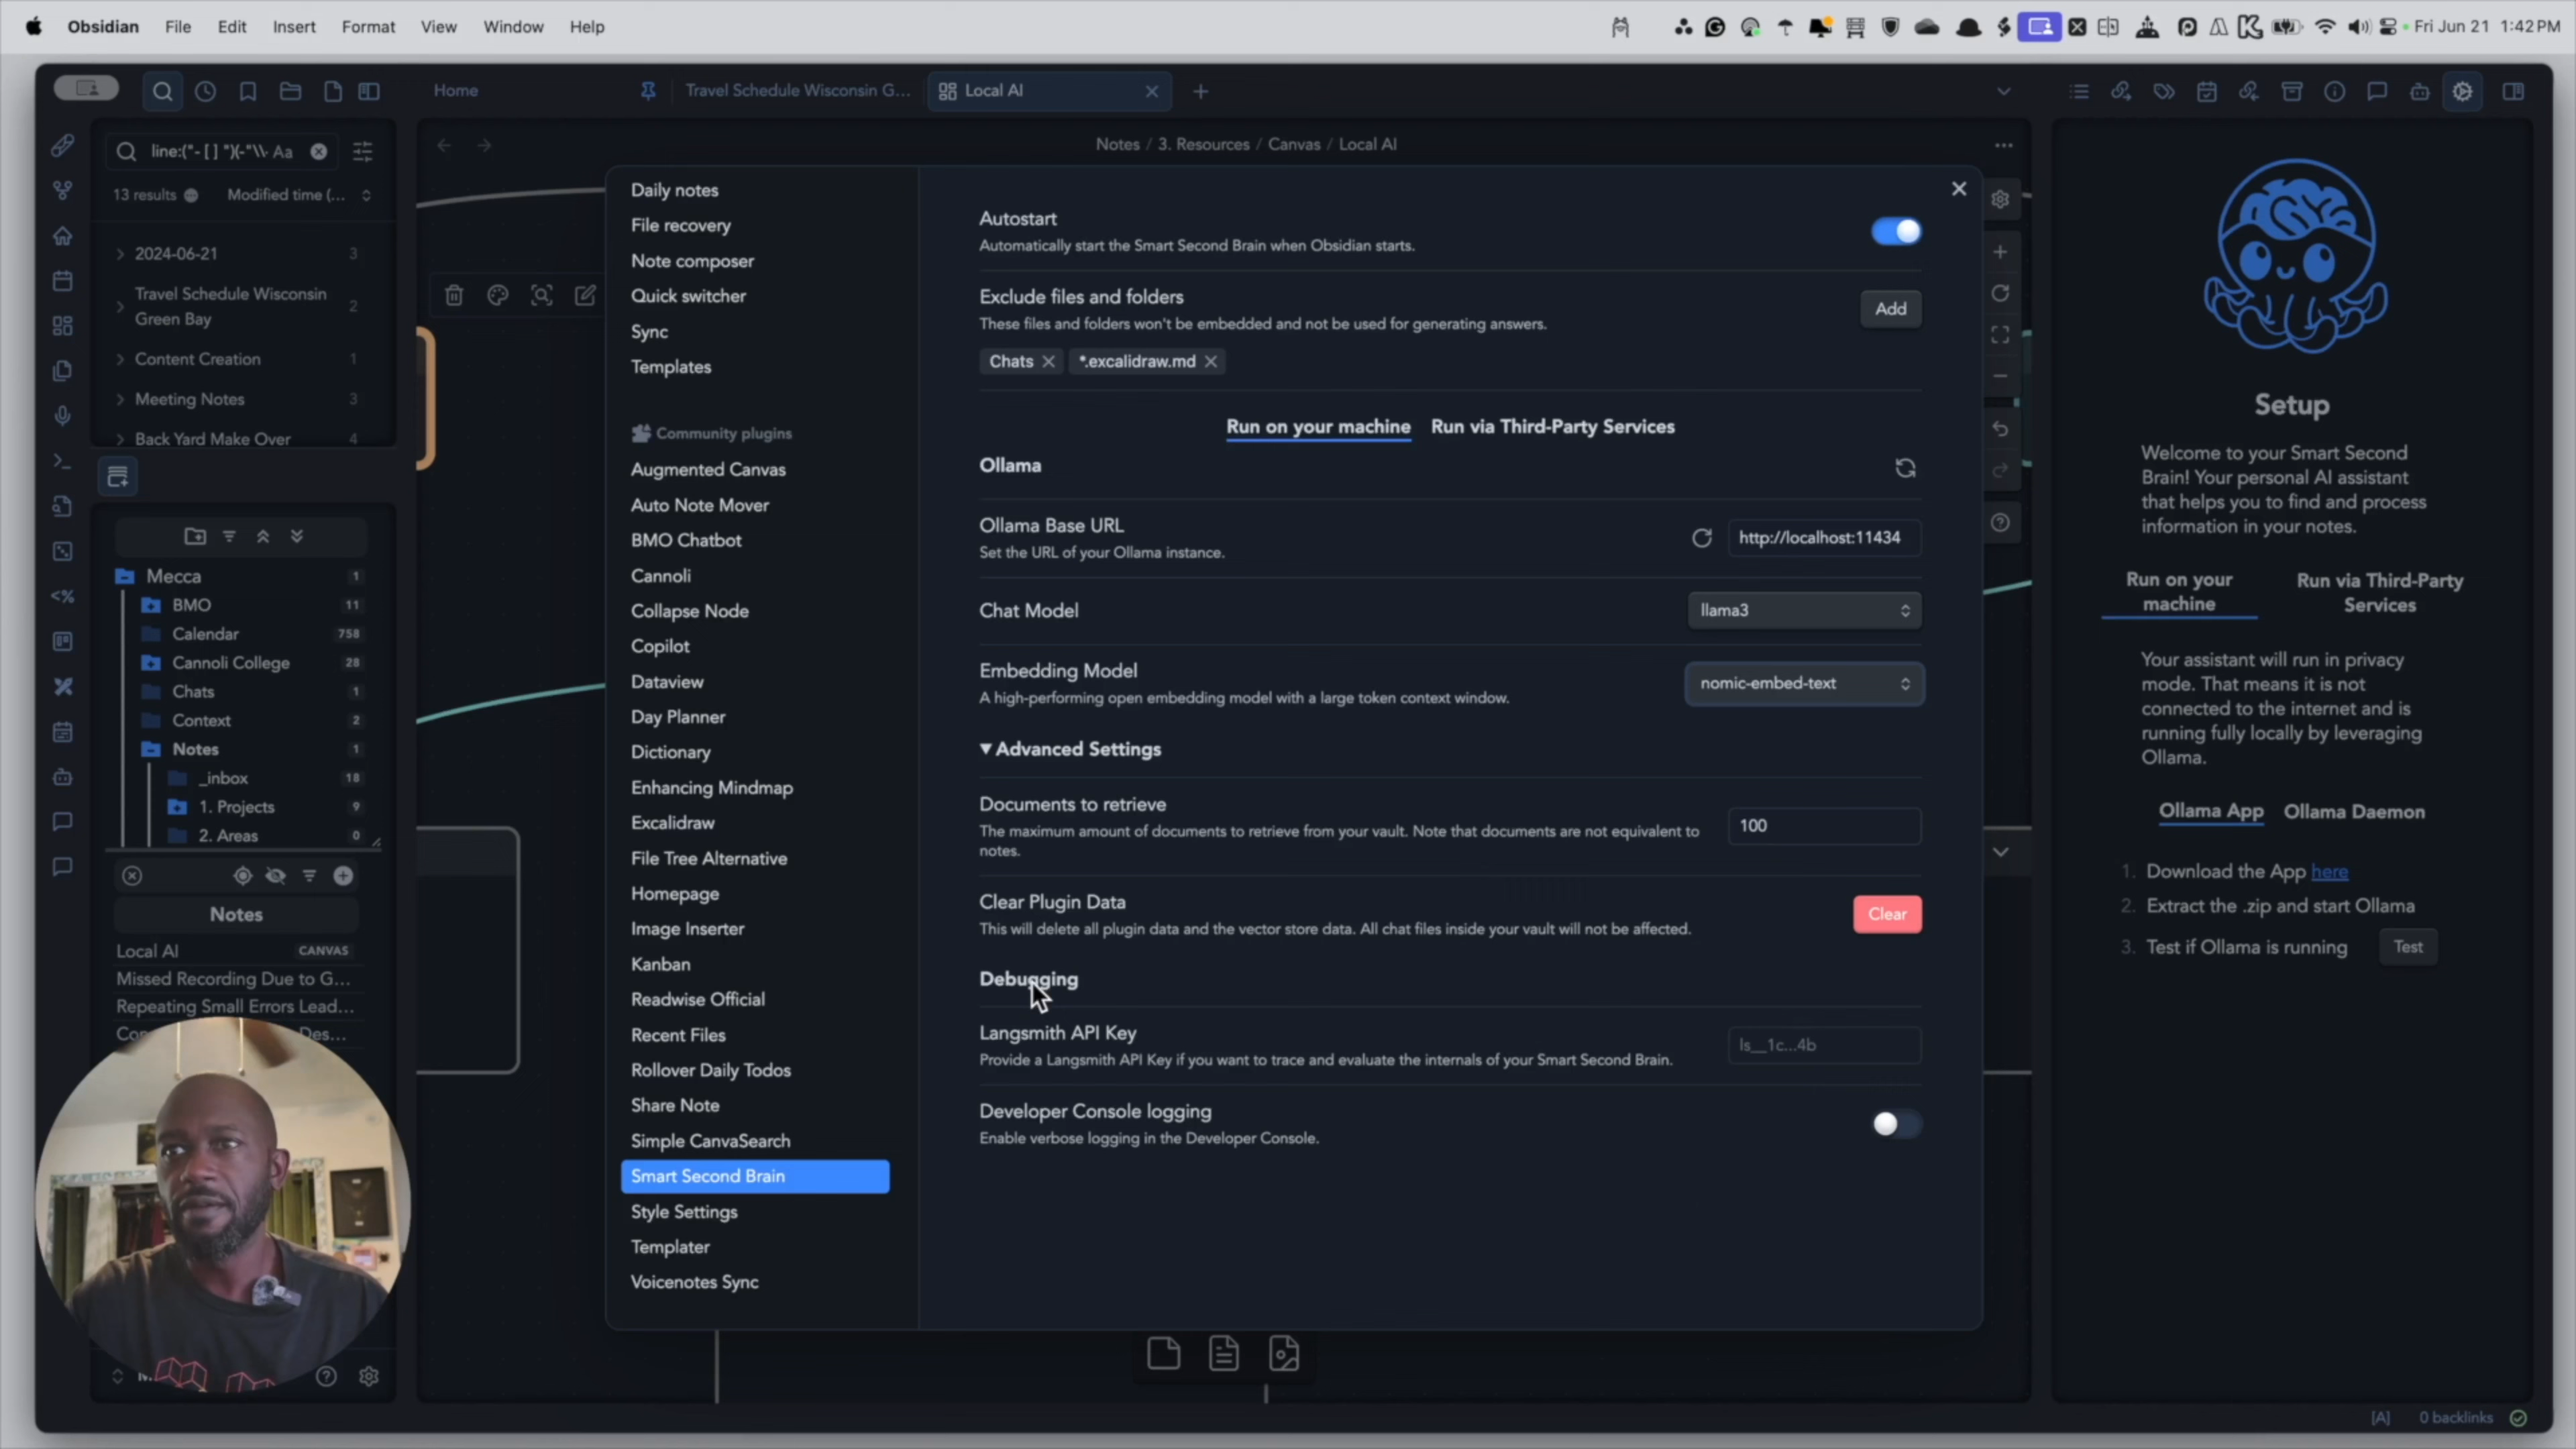 Obsidian File Edit Insert Format View Window Help
Fri Jun 21 1:42 PM
Home
Travel Schedule Wisconsin G...
Local AI
line:("- [ ] ")(-"\\- Aa
13 results
Modified time (...
2024-06-21 3
Travel Schedule Wisconsin
Green Bay 2
Content Creation 1
Meeting Notes 3
Back Yard Make Over 4
Mecca 1
BMO 11
Calendar 758
Cannoli College 28
Chats 1
Context 2
Notes 1
_inbox 18
1. Projects 9
2. Areas 0
Notes
Local AI CANVAS
Missed Recording Due to G...
Repeating Small Errors Lead...
Notes / 3. Resources / Canvas / Local AI
Daily notes
File recovery
Note composer
Quick switcher
Sync
Templates
Community plugins
Augmented Canvas
Auto Note Mover
BMO Chatbot
Cannoli
Collapse Node
Copilot
Dataview
Day Planner
Dictionary
Enhancing Mindmap
Excalidraw
File Tree Alternative
Homepage
Image Inserter
Kanban
Readwise Official
Recent Files
Rollover Daily Todos
Share Note
Simple CanvaSearch
Smart Second Brain
Style Settings
Templater
Voicenotes Sync
Autostart
Automatically start the Smart Second Brain when Obsidian starts.
Exclude files and folders
These files and folders won't be embedded and not be used for generating answers.
Add
Chats
*.excalidraw.md
Run on your machine
Run via Third-Party Services
Ollama
Ollama Base URL
Set the URL of your Ollama instance.
http://localhost:11434
Chat Model
llama3
Embedding Model
A high-performing open embedding model with a large token context window.
nomic-embed-text
Advanced Settings
Documents to retrieve
The maximum amount of documents to retrieve from your vault. Note that documents are not equivalent to
notes.
100
Clear Plugin Data
This will delete all plugin data and the vector store data. All chat files inside your vault will not be affected.
Clear
Debugging
Langsmith API Key
Provide a Langsmith API Key if you want to trace and evaluate the internals of your Smart Second Brain.
ls__1c...4b
Developer Console logging
Enable verbose logging in the Developer Console.
Setup
Welcome to your Smart Second
Brain! Your personal AI assistant
that helps you to find and process
information in your notes.
Run on your
machine
Run via Third-Party
Services
Your assistant will run in privacy
mode. That means it is not
connected to the internet and is
running fully locally by leveraging
Ollama.
Ollama App
Ollama Daemon
1. Download the App here
2. Extract the .zip and start Ollama
3. Test if Ollama is running
Test
[A]
0 backlinks